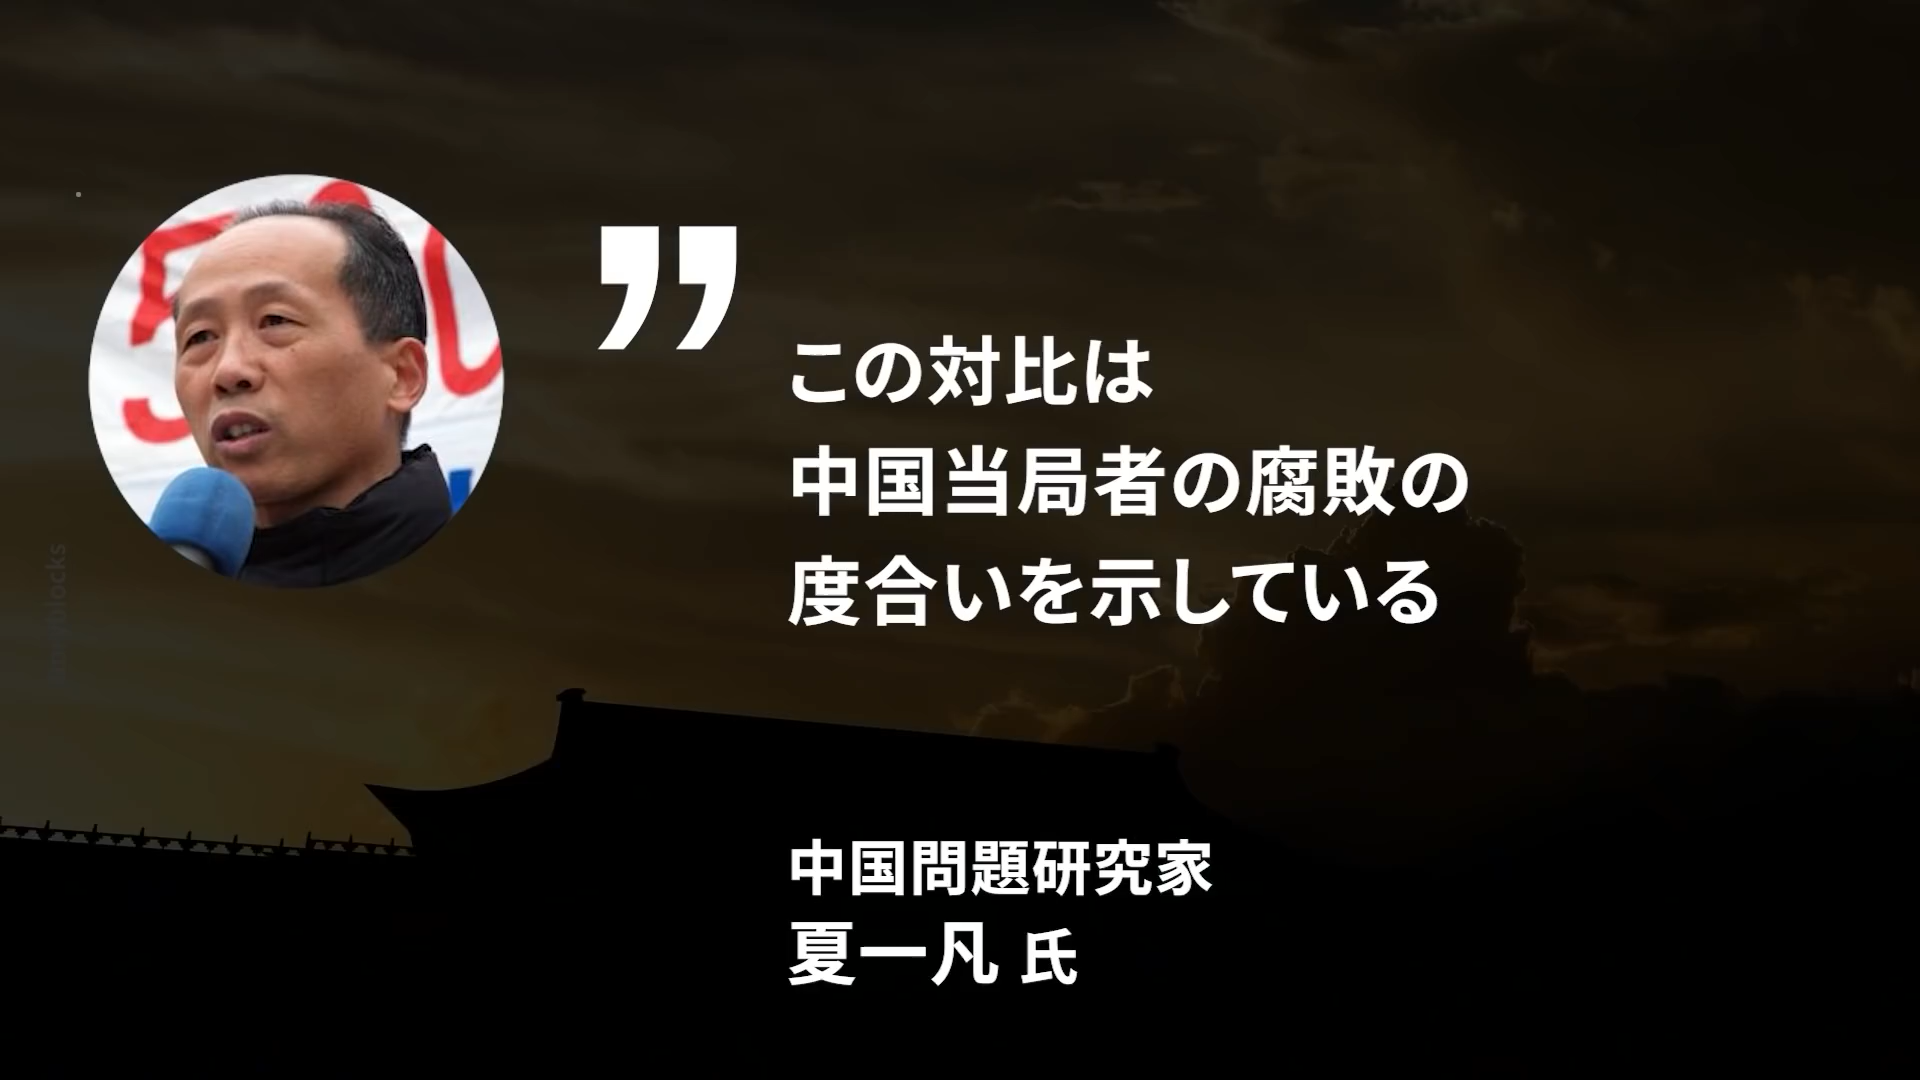 この対比は
中国当局者の腐敗の
度合いを示している
中国問題研究家
夏一凡 氏